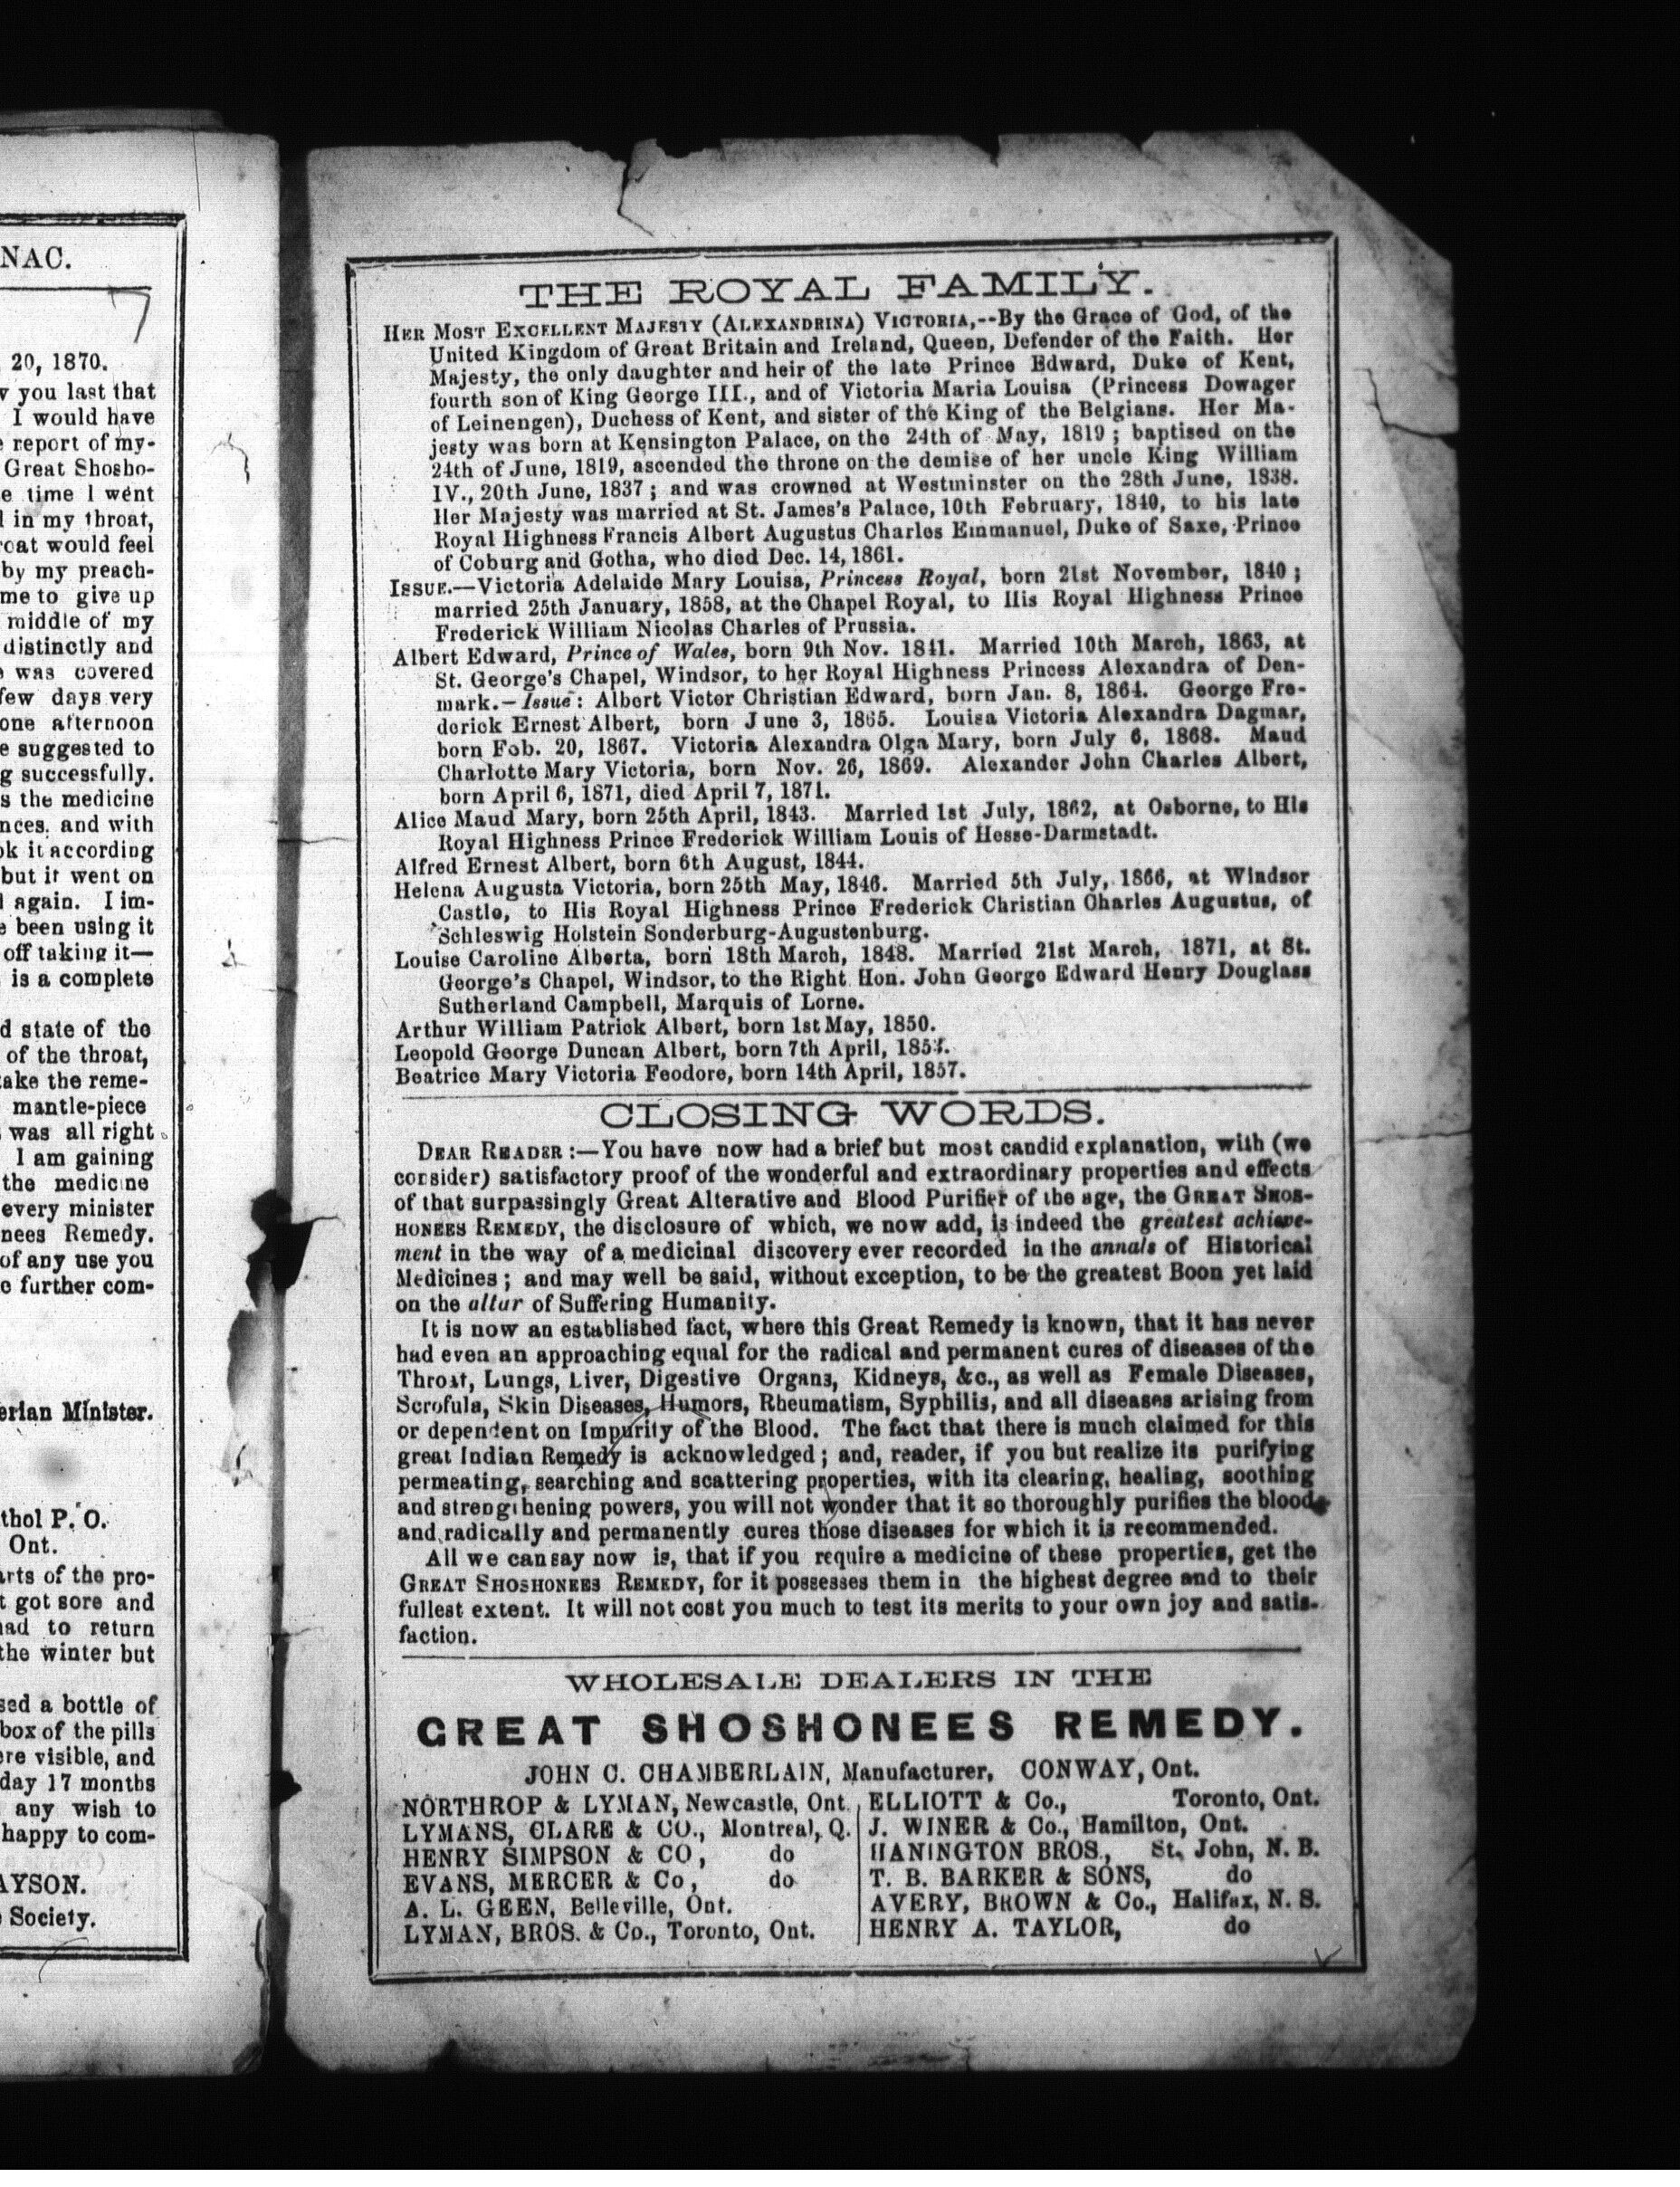 NAC.
7
20, 1870.
you last that
I would have
report of my-
Great Shosho-
time I went
in my throat,
would feel
by my preach-
me to give up
middle of my
distinctly and
was covered
few days very
one afternoon
suggested to
successfully.
the medicine
and with
it according
but it went on
again. I im-
been using it
off taking it—
is a complete
state of the
of the throat,
the reme-
mantle-piece
was all right
I am gaining
the medicine
every minister
nees Remedy.
of any use you
further com-
erian Minister.
thol P. O.
Ont.
of the pro-
got sore and
to return
the winter but
a bottle of
box of the pills
visible, and
day 17 months
any wish to
happy to com-
AYSON.
Society.
THE ROYAL FAMILY.
HER MOST EXCELLENT MAJESTY (ALEXANDRINA) VICTORIA,--By the Grace of God, of the
United Kingdom of Great Britain and Ireland, Queen, Defender of the Faith. Her
Majesty, the only daughter and heir of the late Prince Edward, Duke of Kent,
fourth son of King George III., and of Victoria Maria Louisa (Princess Dowager
of Leinengen), Duchess of Kent, and sister of the King of the Belgians. Her Ma-
jesty was born at Kensington Palace, on the 24th of May, 1819; baptised on the
24th of June, 1819, ascended the throne on the demise of her uncle King William
IV., 20th June, 1837; and was crowned at Westminster on the 28th June, 1838.
Her Majesty was married at St. James's Palace, 10th February, 1840, to his late
Royal Highness Francis Albert Augustus Charles Emmanuel, Duke of Saxe, Prince
of Coburg and Gotha, who died Dec. 14, 1861.
ISSUE.—Victoria Adelaide Mary Louisa, Princess Royal, born 21st November, 1840;
married 25th January, 1858, at the Chapel Royal, to His Royal Highness Prince
Frederick William Nicolas Charles of Prussia.
Albert Edward, Prince of Wales, born 9th Nov. 1841. Married 10th March, 1863, at
St. George's Chapel, Windsor, to her Royal Highness Princess Alexandra of Den-
mark.—Issue: Albert Victor Christian Edward, born Jan. 8, 1864. George Fre-
derick Ernest Albert, born June 3, 1865. Louisa Victoria Alexandra Dagmar,
born Feb. 20, 1867. Victoria Alexandra Olga Mary, born July 6, 1868. Maud
Charlotte Mary Victoria, born Nov. 26, 1869. Alexander John Charles Albert,
born April 6, 1871, died April 7, 1871.
Alice Maud Mary, born 25th April, 1843. Married 1st July, 1862, at Osborne, to His
Royal Highness Prince Frederick William Louis of Hesse-Darmstadt.
Alfred Ernest Albert, born 6th August, 1844.
Helena Augusta Victoria, born 25th May, 1846. Married 5th July, 1866, at Windsor
Castle, to His Royal Highness Prince Frederick Christian Charles Augustus, of
Schleswig Holstein Sonderburg-Augustenburg.
Louise Caroline Alberta, born 18th March, 1848. Married 21st March, 1871, at St.
George's Chapel, Windsor, to the Right Hon. John George Edward Henry Douglass
Sutherland Campbell, Marquis of Lorne.
Arthur William Patrick Albert, born 1st May, 1850.
Leopold George Duncan Albert, born 7th April,
Beatrice Mary Victoria Feodore, born 14th April, 1857.
CLOSING WORDS.
DEAR READER:—You have now had a brief but most candid explanation, with (we
consider) satisfactory proof of the wonderful and extraordinary properties and effects
of that surpassingly Great Alterative and Blood Purifier of the age, the GREAT SHOS-
HONEES REMEDY, the disclosure of which, we now add, is indeed the greatest achieve-
ment in the way of a medicinal discovery ever recorded in the annals of Historical
Medicines; and may well be said, without exception, to be the greatest Boon yet laid
on the altar of Suffering Humanity.
It is now an established fact, where this Great Remedy is known, that it has never
had even an approaching equal for the radical and permanent cures of diseases of the
Throat, Lungs, Liver, Digestive Organs, Kidneys, &c., as well as Female Diseases,
Scrofula, Skin Diseases, Humors, Rheumatism, Syphilis, and all diseases arising from
or dependent on Impurity of the Blood. The fact that there is much claimed for this
great Indian Remedy is acknowledged; and, reader, if you but realize its purifying
permeating, searching and scattering properties, with its clearing, healing, soothing
and strengthening powers, you will not wonder that it so thoroughly purifies the blood
and radically and permanently cures those diseases for which it is recommended.
All we can say now is, that if you require a medicine of these properties, get the
GREAT SHOSHONEES REMEDY, for it possesses them in the highest degree and to their
fullest extent. It will not cost you much to test its merits to your own joy and satis-
faction.
WHOLESALE DEALERS IN THE
GREAT SHOSHONEES REMEDY.
JOHN C. CHAMBERLAIN, Manufacturer, CONWAY, Ont.
NORTHROP & LYMAN, Newcastle, Ont.
LYMANS, CLARE & CO., Montreal, Q.
HENRY SIMPSON & CO, do
EVANS, MERCER & Co, do
A. L. GEEN, Belleville, Ont.
LYMAN, BROS. & Co., Toronto, Ont.
ELLIOTT & Co., Toronto, Ont.
J. WINER & Co., Hamilton, Ont.
HANINGTON BROS., St. John, N. B.
T. B. BARKER & SONS, do
AVERY, BROWN & Co., Halifax, N. S.
HENRY A. TAYLOR, do